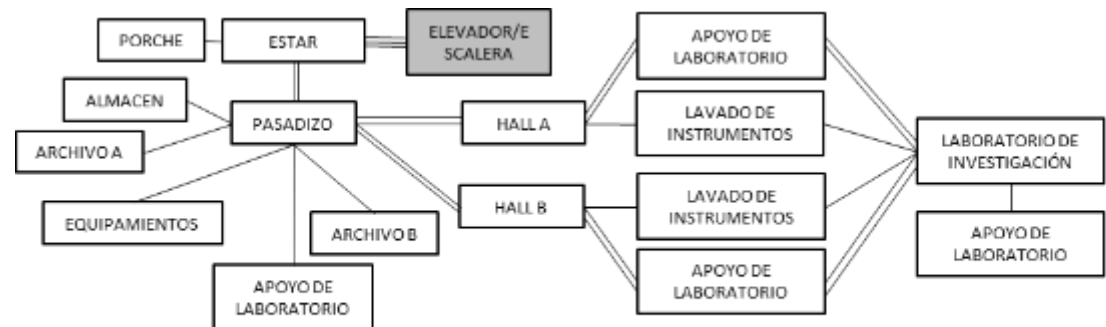 PORCHE
ESTAR
ELEVADOR/E
SCALERA
ALMACEN
ARCHIVO A
PASADIZO
EQUIPAMIENTOS
ARCHIVO B
APOYO DE
LABORATORIO
HALL A
HALL B
APOYO DE
LABORATORIO
LAVADO DE
INSTRUMENTOS
LAVADO DE
INSTRUMENTOS
APOYO DE
LABORATORIO
LABORATORIO DE
INVESTIGACIÓN
APOYO DE
LABORATORIO